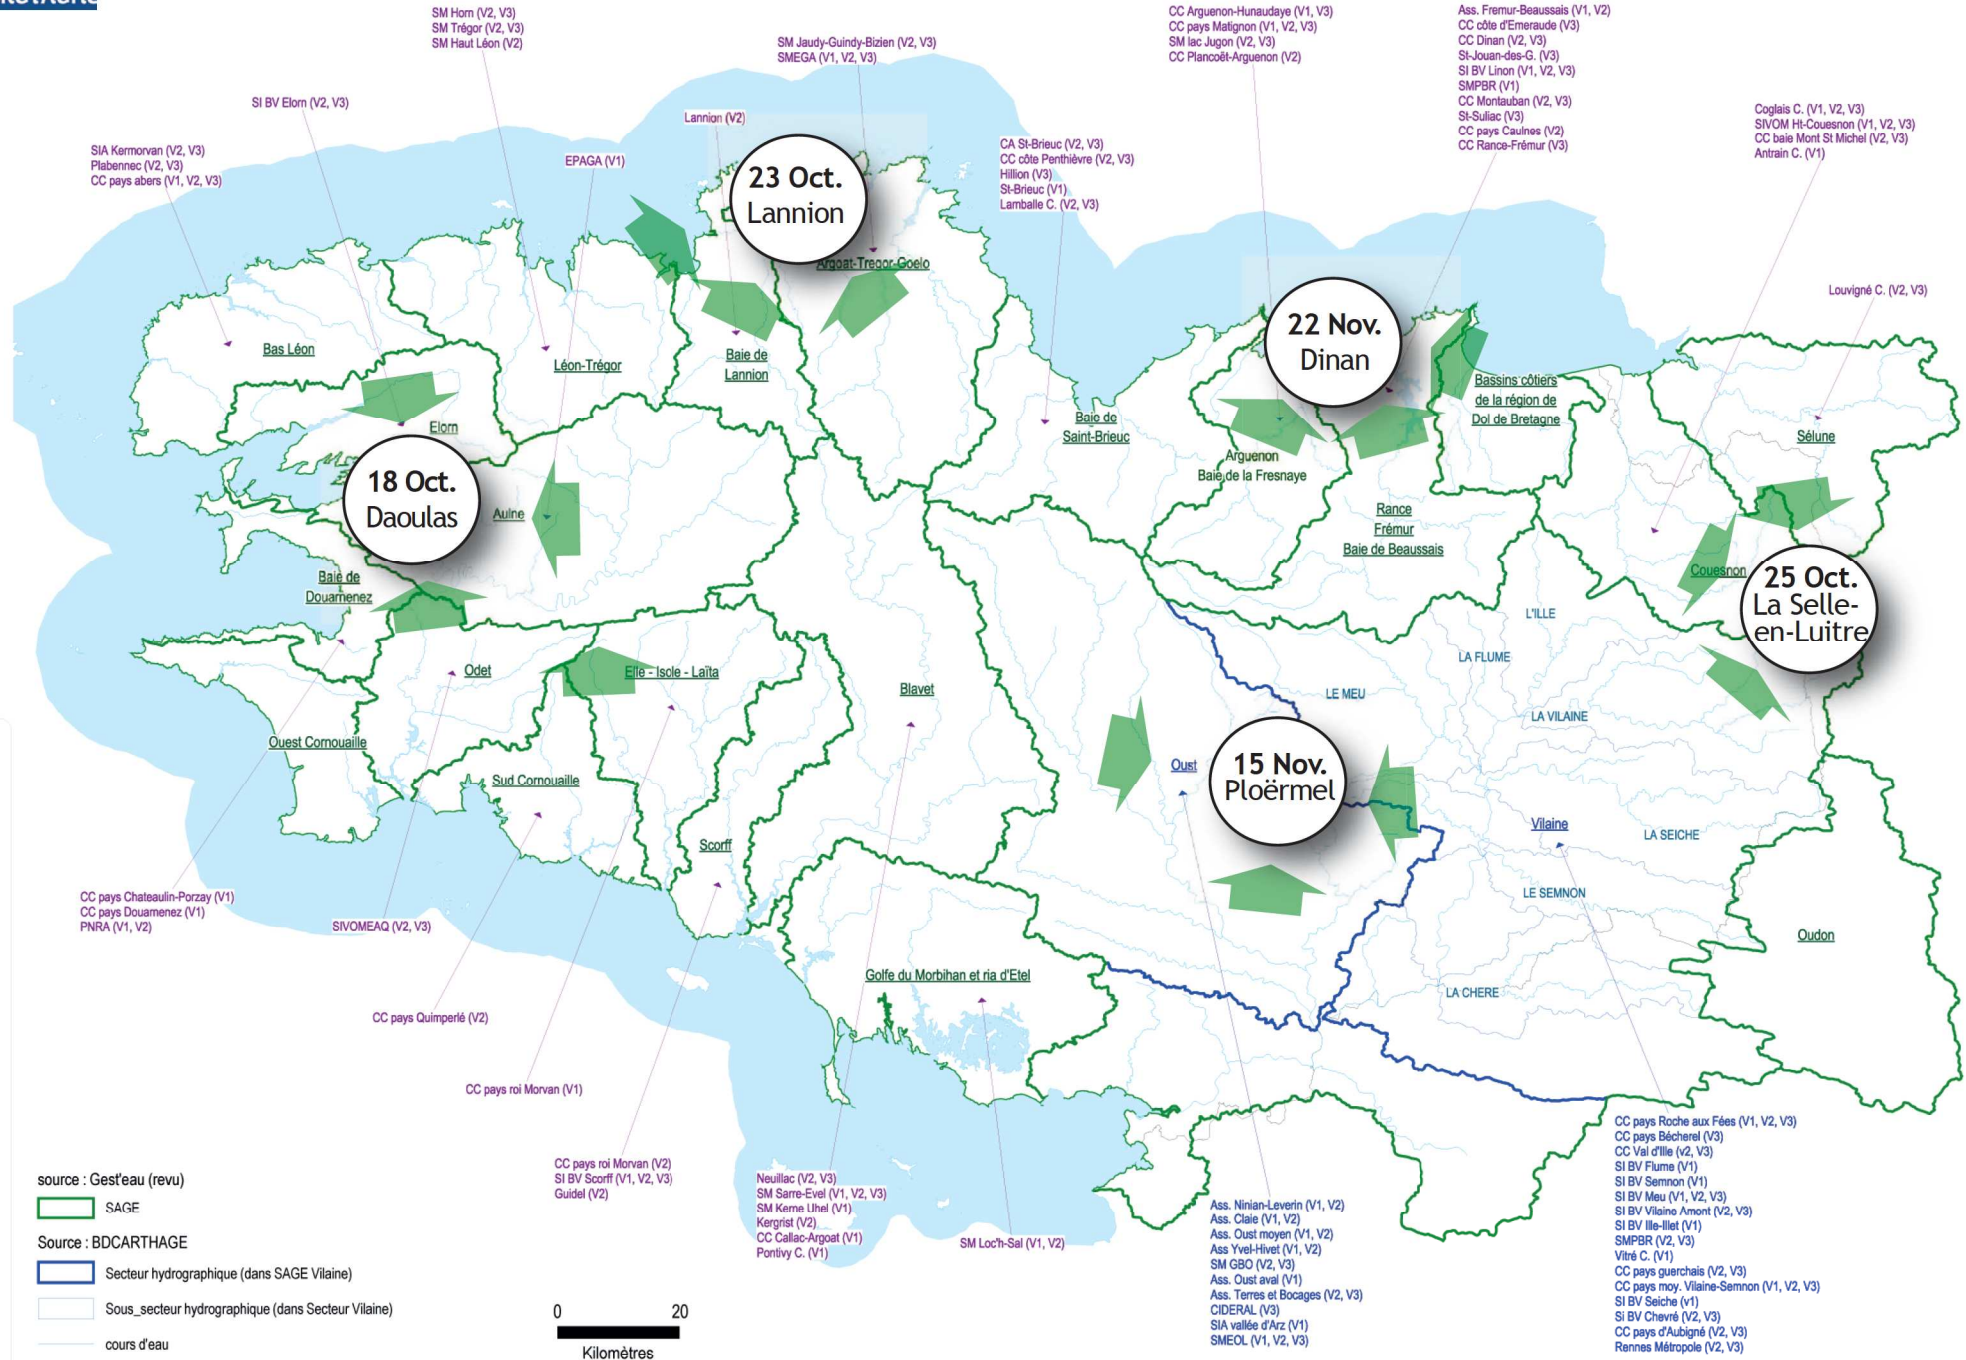 SM Horn (V2, V3)
SM Trégor (V2, V3)
SM Haut Léon (V2)
SM Jaudy-Guindy-Bizien (V2, V3)
SMEGA (V1, V2, V3)
CC Arguenon-Hunaudaye (V1, V3)
CC pays Matignon (V1, V2, V3)
SM lac Jugon (V2, V3)
CC Plancoët-Arguenon (V2)
Ass. Fremur-Beaussais (V1, V2)
CC côte d'Emeraude (V3)
CC Dinan (V2, V3)
St-Jouan-des-G. (V3)
SI BV Linon (V1, V2, V3)
SMPBR (V1)
CC Montauban (V2, V3)
St-Suliac (V3)
CC pays Caulnes (V2)
CC Rance-Frémur (V3)
SI BV Elorn (V2, V3)
Lannion (V2)
Coglais C. (V1, V2, V3)
SIVOM Ht-Couesnon (V1, V2, V3)
CC baie Mont St Michel (V2, V3)
Antrain C. (V1)
SIA Kermorvan (V2, V3)
Plabennec (V2, V3)
CC pays abers (V1, V2, V3)
EPAGA (V1)
CA St-Brieuc (V2, V3)
CC côte Penthièvre (V2, V3)
Hillion (V3)
St-Brieuc (V1)
Lamballe C. (V2, V3)
Louvigné C. (V2, V3)
23 Oct.
Lannion
Argoat-Tregor-Goelo
22 Nov.
Dinan
Bas Léon
Léon-Trégor
Baie de
Lannion
Bassins côtiers
de la région de
Dol de Bretagne
Baie de
Saint-Brieuc
Elorn
Sélune
Arguenon
Baie de la Fresnaye
18 Oct.
Daoulas
Aulne
Rance
Frémur
Baie de Beaussais
Couesnon
25 Oct.
La Selle-
en-Luitre
Baie de
Douarnenez
L'ILLE
LA FLUME
Odet
Elle - Isole - Laïta
Blavet
LE MEU
LA VILAINE
Ouest Cornouaille
Sud Cornouaille
Oust
15 Nov.
Ploërmel
Vilaine
LA SEICHE
Scorff
LE SEMNON
Oudon
CC pays Chateaulin-Porzay (V1)
CC pays Douarnenez (V1)
PNRA (V1, V2)
SIVOMEAQ (V2, V3)
Golfe du Morbihan et ria d'Etel
LA CHERE
CC pays Quimperlé (V2)
CC pays roi Morvan (V1)
CC pays roi Morvan (V2)
SI BV Scorff (V1, V2, V3)
Guidel (V2)
Neuillac (V2, V3)
SM Sarre-Evel (V1, V2, V3)
SM Kerne Uhel (V1)
Kergrist (V2)
CC Callac-Argoat (V1)
Pontivy C. (V1)
SM Loc'h-Sal (V1, V2)
Ass. Ninian-Leverin (V1, V2)
Ass. Claie (V1, V2)
Ass. Oust moyen (V1, V2)
Ass Yvel-Hivet (V1, V2)
SM GBO (V2, V3)
Ass. Oust aval (V1)
Ass. Terres et Bocages (V2, V3)
CIDERAL (V3)
SIA vallée d'Arz (V1)
SMEOL (V1, V2, V3)
CC pays Roche aux Fées (V1, V2, V3)
CC pays Bécherel (V3)
CC Val d'Ille (v2, V3)
SI BV Flume (V1)
SI BV Semnon (V1)
SI BV Meu (V1, V2, V3)
SI BV Vilaine Amont (V2, V3)
SI BV Ille-Illet (V1)
SMPBR (V2, V3)
Vitré C. (V1)
CC pays guerchais (V2, V3)
CC pays moy. Vilaine-Semnon (V1, V2, V3)
SI BV Seiche (v1)
Si BV Chevré (V2, V3)
CC pays d'Aubigné (V2, V3)
Rennes Métropole (V2, V3)
source : Gest'eau (revu)
SAGE
Source : BDCARTHAGE
Secteur hydrographique (dans SAGE Vilaine)
Sous_secteur hydrographique (dans Secteur Vilaine)
cours d'eau
0 20
Kilomètres